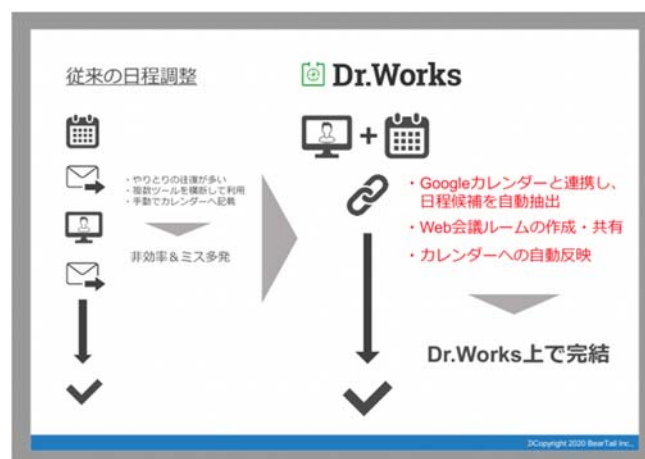 従来の日程調整
Dr.Works
・やりとりの往復が多い
・複数ツールを横断して利用
・手動でカレンダーへ記載
非効率＆ミス多発
・Googleカレンダーと連携し、
日程候補を自動抽出
・Web会議ルームの作成・共有
・カレンダーへの自動反映
Dr.Works上で完結
Copyright 2020 BearTail Inc.,